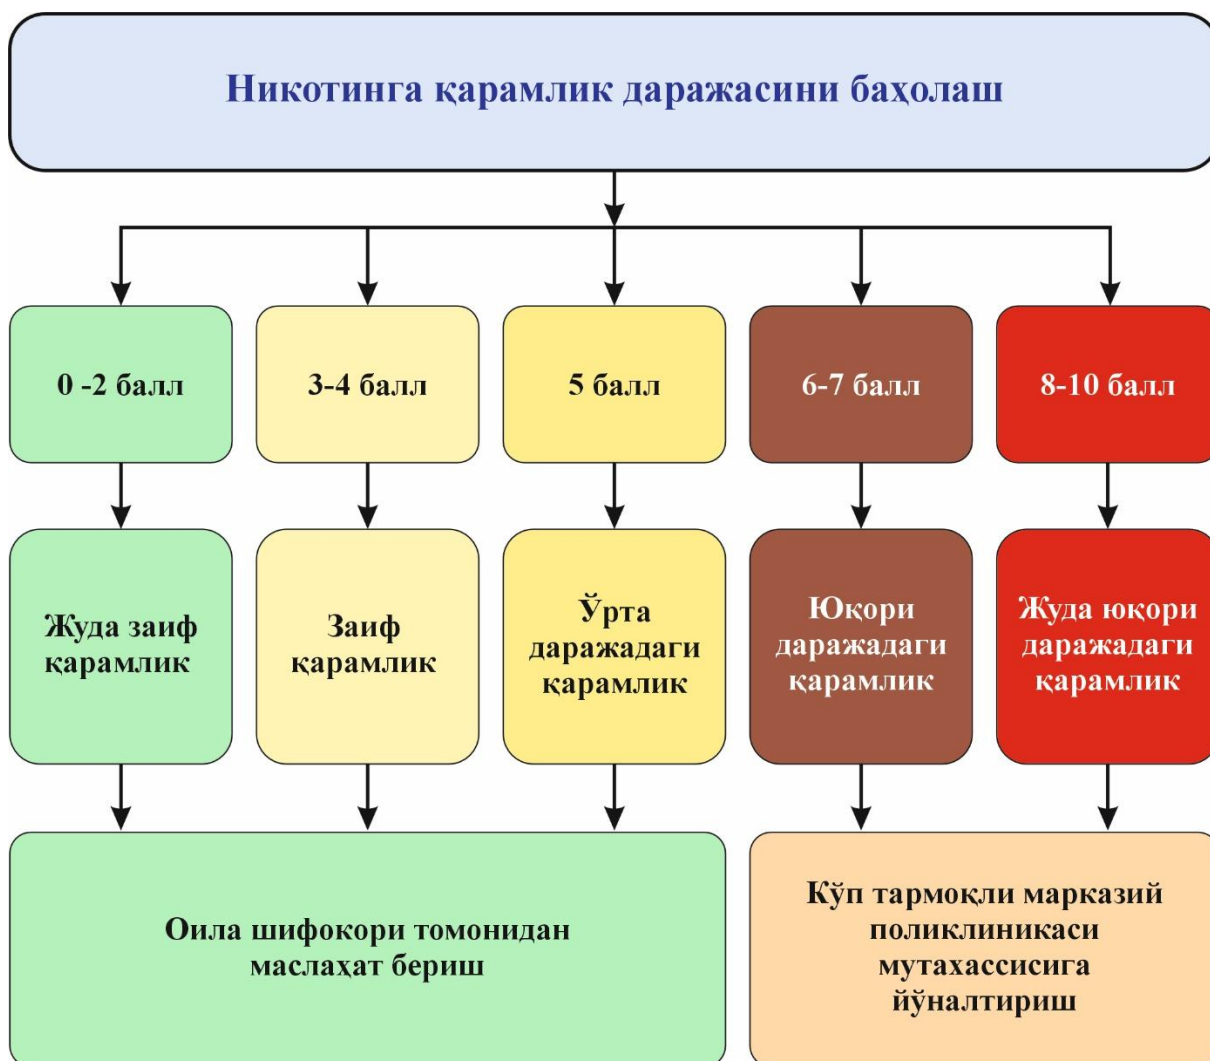 Никотинга қарамлик даражасини баҳолаш
0 -2 балл
3-4 балл
5 балл
6-7 балл
8-10 балл
Жуда заиф
қарамлик
Заиф
қарамлик
Ўрта
даражадаги
қарамлик
Юқори
даражадаги
қарамлик
Жуда юқори
даражадаги
қарамлик
Оила шифокори томонидан
маслаҳат бериш
Кўп тармоқли марказий
поликлиникаси
мутахассисига
йўналтириш